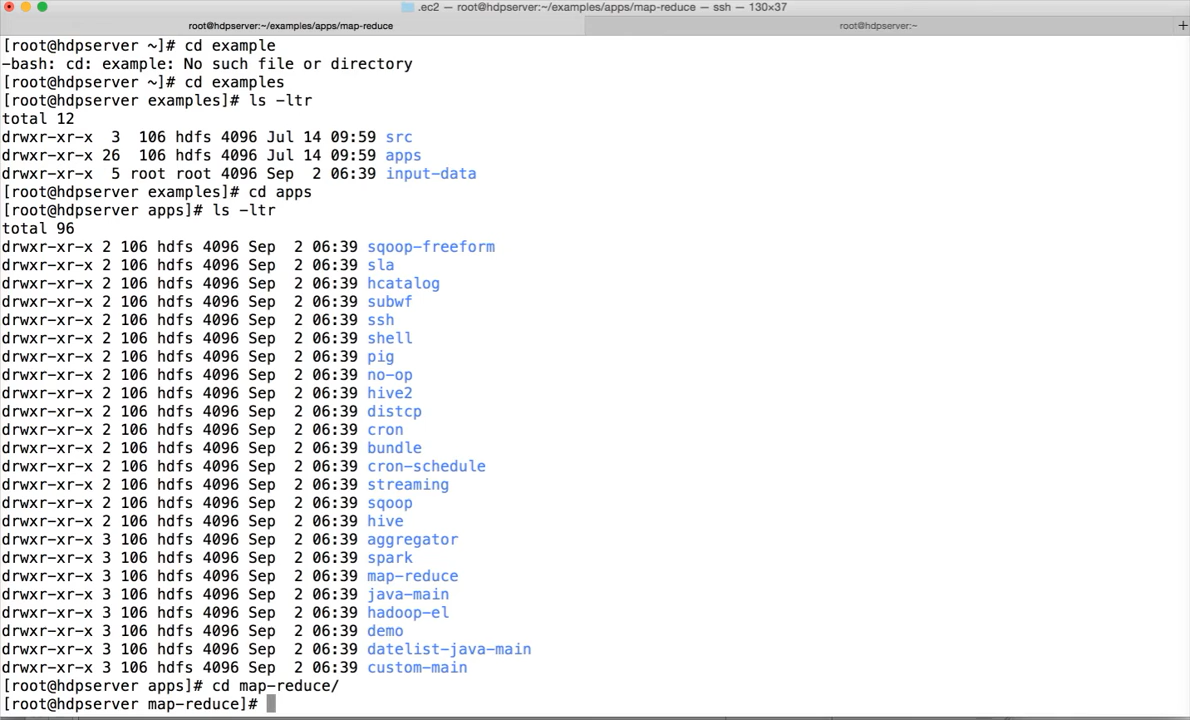 .ec2 — root@hdpserver:~/examples/apps/map-reduce — ssh — 130×37
root@hdpserver:~/examples/apps/map-reduce
root@hdpserver:~
[root@hdpserver ~]# cd example
-bash: cd: example: No such file or directory
[root@hdpserver ~]# cd examples
[root@hdpserver examples]# ls -ltr
total 12
drwxr-xr-x  3  106 hdfs 4096 Jul 14 09:59 src
drwxr-xr-x 26  106 hdfs 4096 Jul 14 09:59 apps
drwxr-xr-x  5 root root 4096 Sep  2 06:39 input-data
[root@hdpserver examples]# cd apps
[root@hdpserver apps]# ls -ltr
total 96
drwxr-xr-x 2 106 hdfs 4096 Sep  2 06:39 sqoop-freeform
drwxr-xr-x 2 106 hdfs 4096 Sep  2 06:39 sla
drwxr-xr-x 2 106 hdfs 4096 Sep  2 06:39 hcatalog
drwxr-xr-x 2 106 hdfs 4096 Sep  2 06:39 subwf
drwxr-xr-x 2 106 hdfs 4096 Sep  2 06:39 ssh
drwxr-xr-x 2 106 hdfs 4096 Sep  2 06:39 shell
drwxr-xr-x 2 106 hdfs 4096 Sep  2 06:39 pig
drwxr-xr-x 2 106 hdfs 4096 Sep  2 06:39 no-op
drwxr-xr-x 2 106 hdfs 4096 Sep  2 06:39 hive2
drwxr-xr-x 2 106 hdfs 4096 Sep  2 06:39 distcp
drwxr-xr-x 2 106 hdfs 4096 Sep  2 06:39 cron
drwxr-xr-x 2 106 hdfs 4096 Sep  2 06:39 bundle
drwxr-xr-x 2 106 hdfs 4096 Sep  2 06:39 cron-schedule
drwxr-xr-x 2 106 hdfs 4096 Sep  2 06:39 streaming
drwxr-xr-x 2 106 hdfs 4096 Sep  2 06:39 sqoop
drwxr-xr-x 2 106 hdfs 4096 Sep  2 06:39 hive
drwxr-xr-x 3 106 hdfs 4096 Sep  2 06:39 aggregator
drwxr-xr-x 3 106 hdfs 4096 Sep  2 06:39 spark
drwxr-xr-x 3 106 hdfs 4096 Sep  2 06:39 map-reduce
drwxr-xr-x 3 106 hdfs 4096 Sep  2 06:39 java-main
drwxr-xr-x 3 106 hdfs 4096 Sep  2 06:39 hadoop-el
drwxr-xr-x 3 106 hdfs 4096 Sep  2 06:39 demo
drwxr-xr-x 3 106 hdfs 4096 Sep  2 06:39 datelist-java-main
drwxr-xr-x 3 106 hdfs 4096 Sep  2 06:39 custom-main
[root@hdpserver apps]# cd map-reduce/
[root@hdpserver map-reduce]#